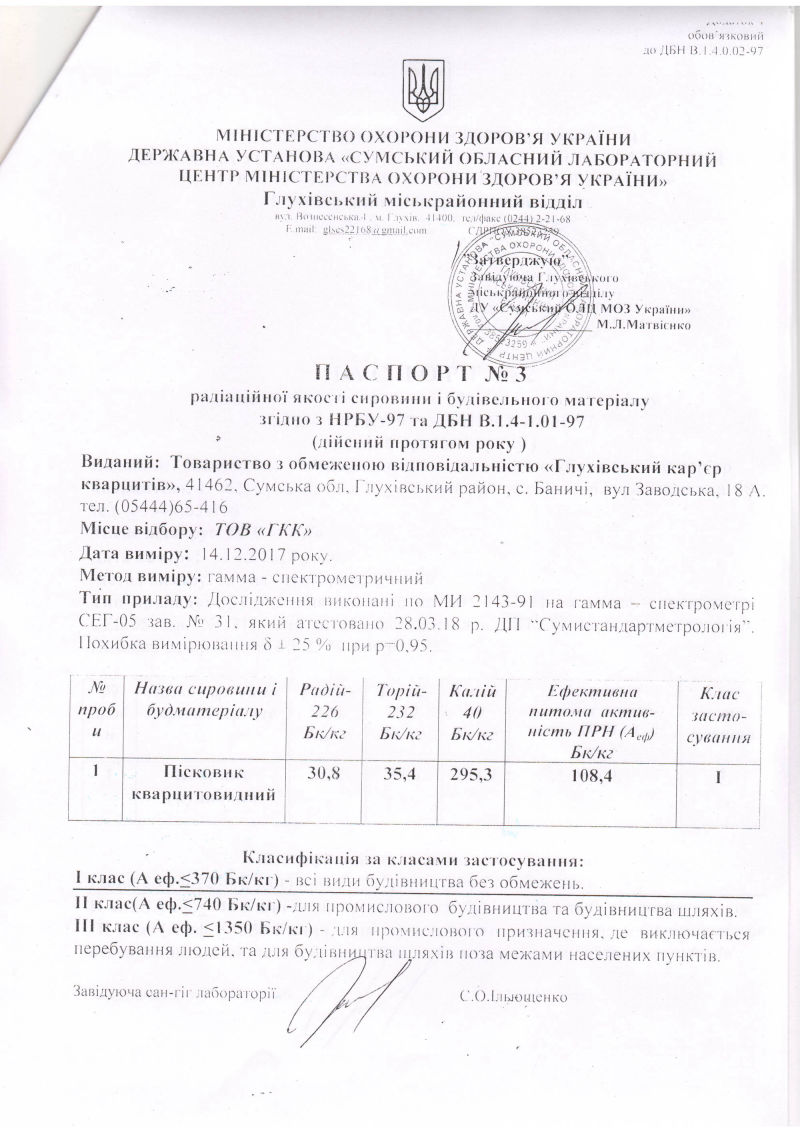 обов'язковий
до ДБН В.1.4.0.02-97
МІНІСТЕРСТВО ОХОРОНИ ЗДОРОВ'Я УКРАЇНИ
ДЕРЖАВНА УСТАНОВА «СУМСЬКИЙ ОБЛАСНИЙ ЛАБОРАТОРНИЙ
ЦЕНТР МІНІСТЕРСТВА ОХОРОНИ ЗДОРОВ'Я УКРАЇНИ»
Глухівський міськрайонний відділ
вул. Вознесенська, м. Глухів, 41400, тел/факс (0244) 2-21-68
E.mail: glses22168@gmail.com
"Затверджую"
Завідуюча Глухівського
міськрайонного відділу
ДУ «Сумський ОЛЦ МОЗ України»
М.Л.Матвієнко
П А С П О Р Т № 3
радіаційної якості сировини і будівельного матеріалу
згідно з НРБУ-97 та ДБН В.1.4-1.01-97
(дійсний протягом року )
Виданий: Товариство з обмеженою відповідальністю «Глухівський кар'єр
кварцитів», 41462, Сумська обл, Глухівський район, с. Баничі, вул Заводська, 18 А.
тел. (05444)65-416
Місце відбору: ТОВ «ГКК»
Дата виміру: 14.12.2017 року.
Метод виміру: гамма - спектрометричний
Тип приладу: Дослідження виконані по МИ 2143-91 на гамма – спектрометрі
СЕГ-05 зав. № 31, який атестовано 28.03.18 р. ДП "Сумистандартметрологія".
Похибка вимірювання δ ± 25 % при р=0,95.
№ проби Назва сировини і будматеріалу Радій-226 Бк/кг Торій-232 Бк/кг Калій 40 Бк/кг Ефективна питома актив-ність ПРН (Аеф) Бк/кг Клас засто-сування
1 Пісковик кварцитовидний 30,8 35,4 295,3 108,4 І
Класифікація за класами застосування:
І клас (А еф.≤370 Бк/кг) - всі види будівництва без обмежень.
ІІ клас(А еф.≤740 Бк/кг) -для промислового будівництва та будівництва шляхів.
ІІІ клас (А еф. ≤1350 Бк/кг) - для промислового призначення, де виключається
перебування людей, та для будівництва шляхів поза межами населених пунктів.
Завідуюча сан-гіг лабораторії С.О.Ільющенко